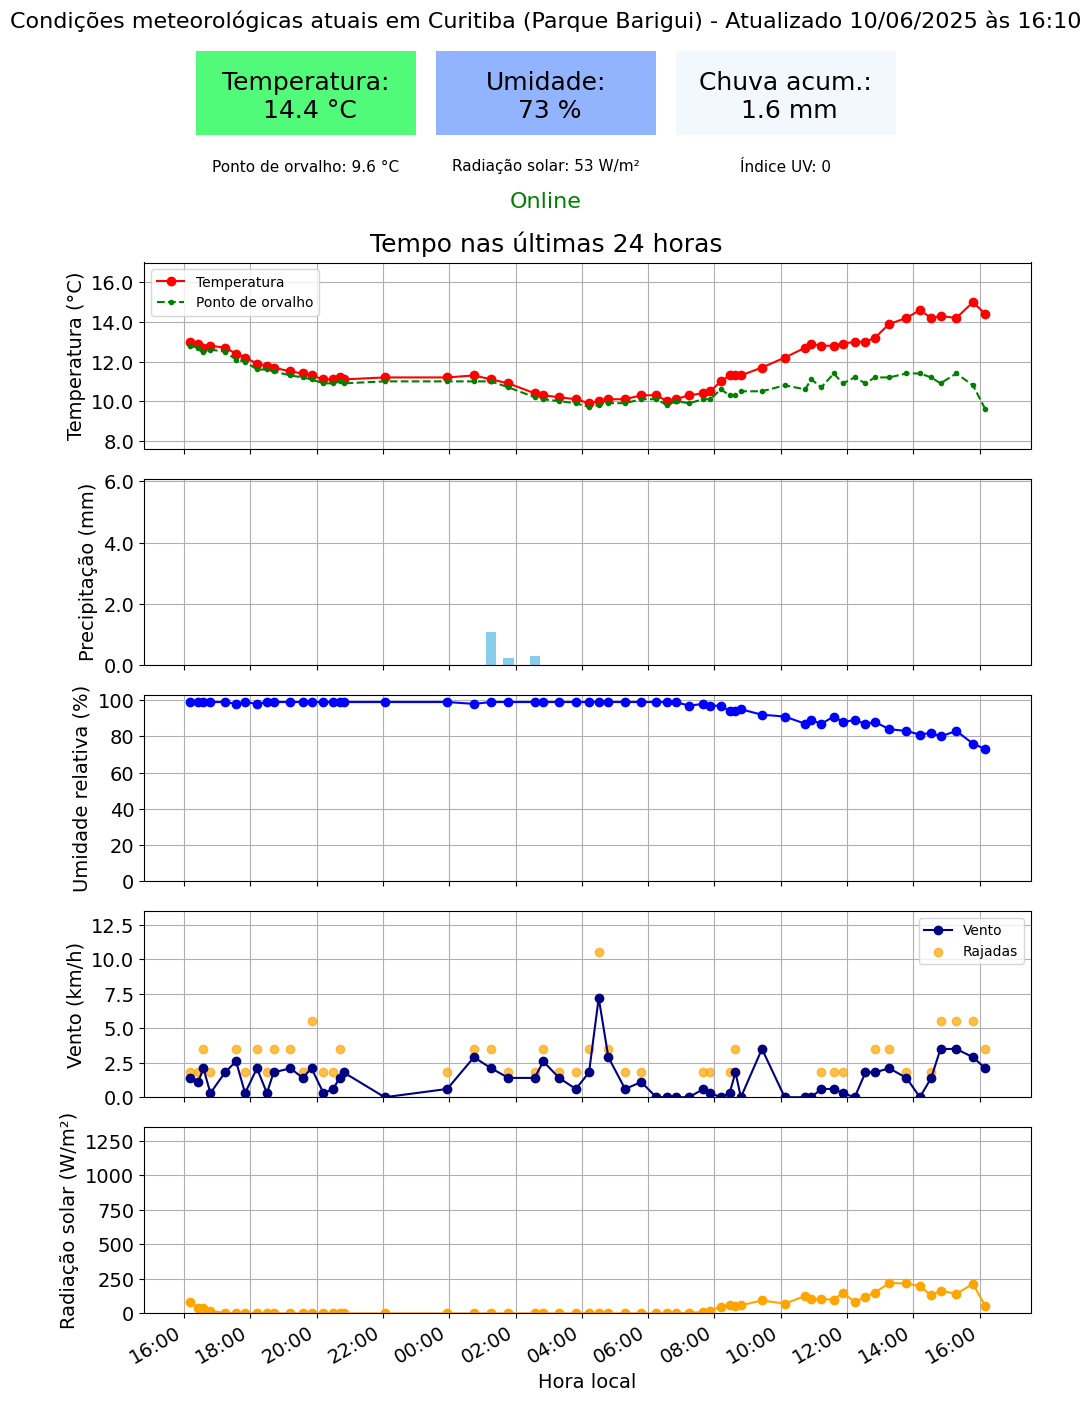 Condições meteorológicas atuais em Curitiba (Parque Barigui) - Atualizado 10/06/2025 às 16:10
Temperatura:
14.4 °C
Umidade:
73 %
Chuva acum.:
1.6 mm
Ponto de orvalho: 9.6 °C
Radiação solar: 53 W/m²
Índice UV: 0
Online
Tempo nas últimas 24 horas
Temperatura (°C)
16.0
14.0
12.0
10.0
8.0
Temperatura
Ponto de orvalho
Precipitação (mm)
6.0
4.0
2.0
0.0
Umidade relativa (%)
100
80
60
40
20
0
Vento (km/h)
12.5
10.0
7.5
5.0
2.5
0.0
Vento
Rajadas
Radiação solar (W/m²)
1250
1000
750
500
250
0
16:00
18:00
20:00
22:00
00:00
02:00
04:00
06:00
08:00
10:00
12:00
14:00
16:00
Hora local